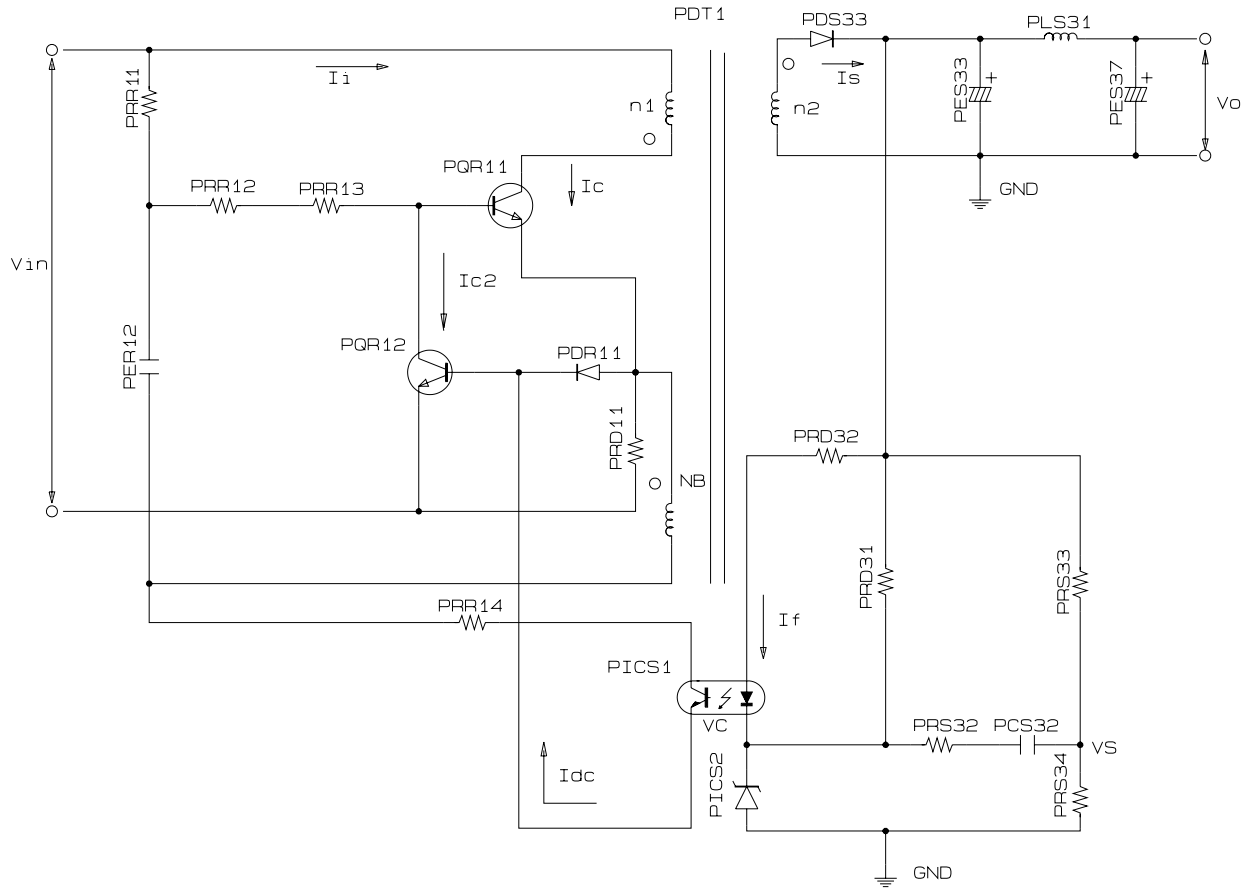 PDT1
PDS33
PLS31
PRR11
Ii
n1
Is
n2
PES33
+
PES37
+
Vo
PQR11
Ic
PRR12
PRR13
GND
Vin
Ic2
PER12
PQR12
PDR11
PRD11
NB
PRD32
PRD31
PRS33
PRR14
If
PICS1
VC
PRS32
PCS32
VS
Idc
PICS2
PRS34
GND